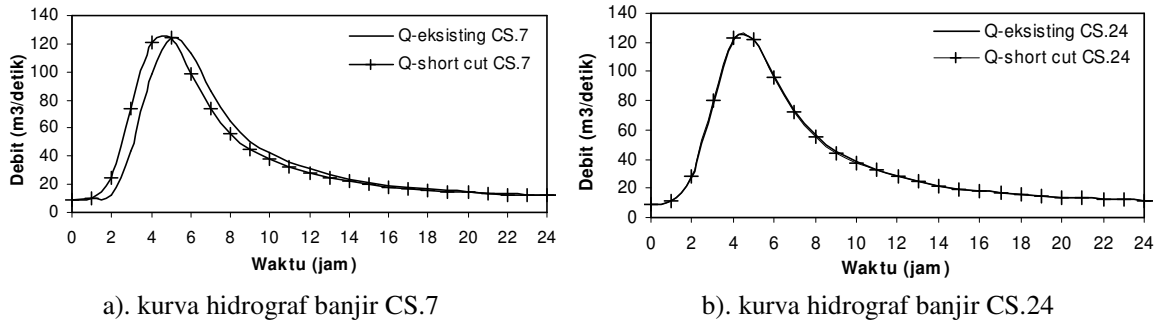 140
120
100
80
60
40
20
0
Debit (m3/detik)
Q-eksisting CS.7
Q-short cut CS.7
0 2 4 6 8 10 12 14 16 18 20 22 24
Waktu (jam)
a). kurva hidrograf banjir CS.7
140
120
100
80
60
40
20
0
Debit (m3/detik)
Q-eksisting CS.24
Q-short cut CS.24
0 2 4 6 8 10 12 14 16 18 20 22 24
Waktu (jam)
b). kurva hidrograf banjir CS.24